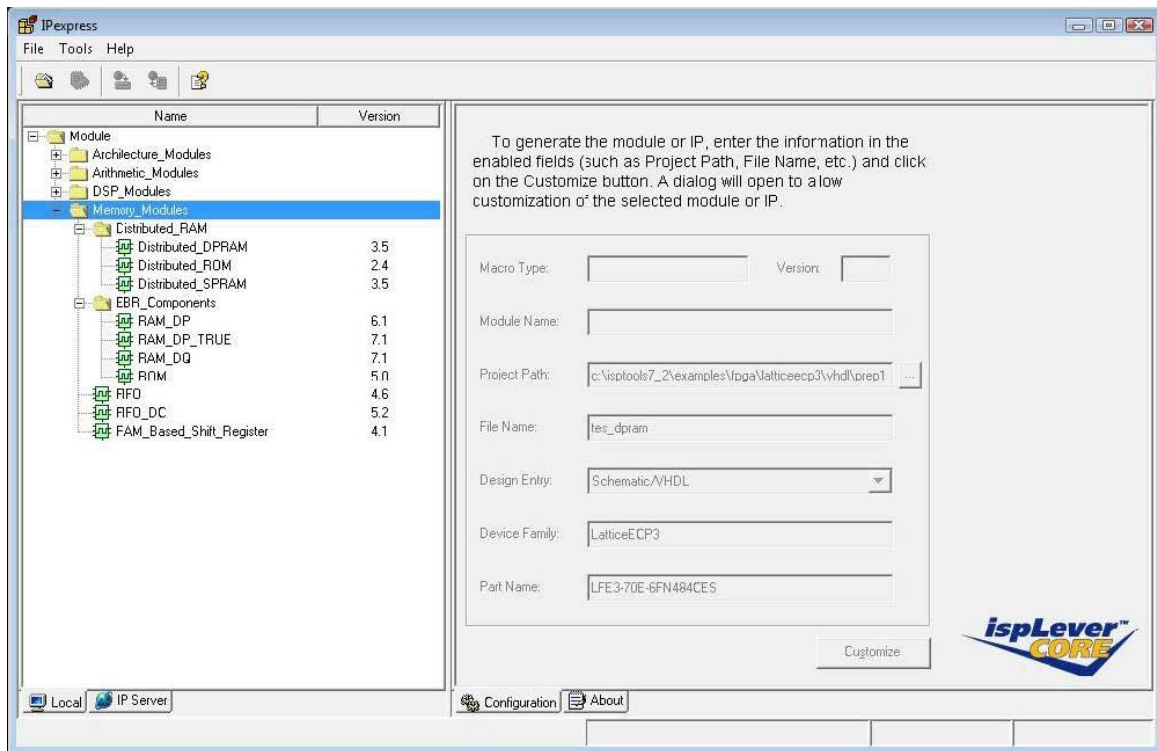 IPexpress
File Tools Help
Name Version
Module
Architecture_Modules
Arithmetic_Modules
DSP_Modules
Memory_Modules
Distributed_RAM
Distributed_DPRAM 3.5
Distributed_ROM 2.4
Distributed_SPRAM 3.5
EBR_Components
RAM_DP 6.1
RAM_DP_TRUE 7.1
RAM_DQ 7.1
ROM 5.0
FIFO 4.6
FIFO_DC 5.2
RAM_Based_Shift_Register 4.1
Local IP Server
To generate the module or IP, enter the information in the
enabled fields (such as Project Path, File Name, etc.) and click
on the Customize button. A dialog will open to allow
customization of the selected module or IP.
Macro Type: Version:
Module Name:
Project Path: c:\isptools7_2\examples\fpga\latticeecp3\vhdl\prep1 ...
File Name: tes_dpram
Design Entry: Schematic/VHDL
Device Family: LatticeECP3
Part Name: LFE3-70E-6FN484CES
Customize
ispLever™
CORE
Configuration About